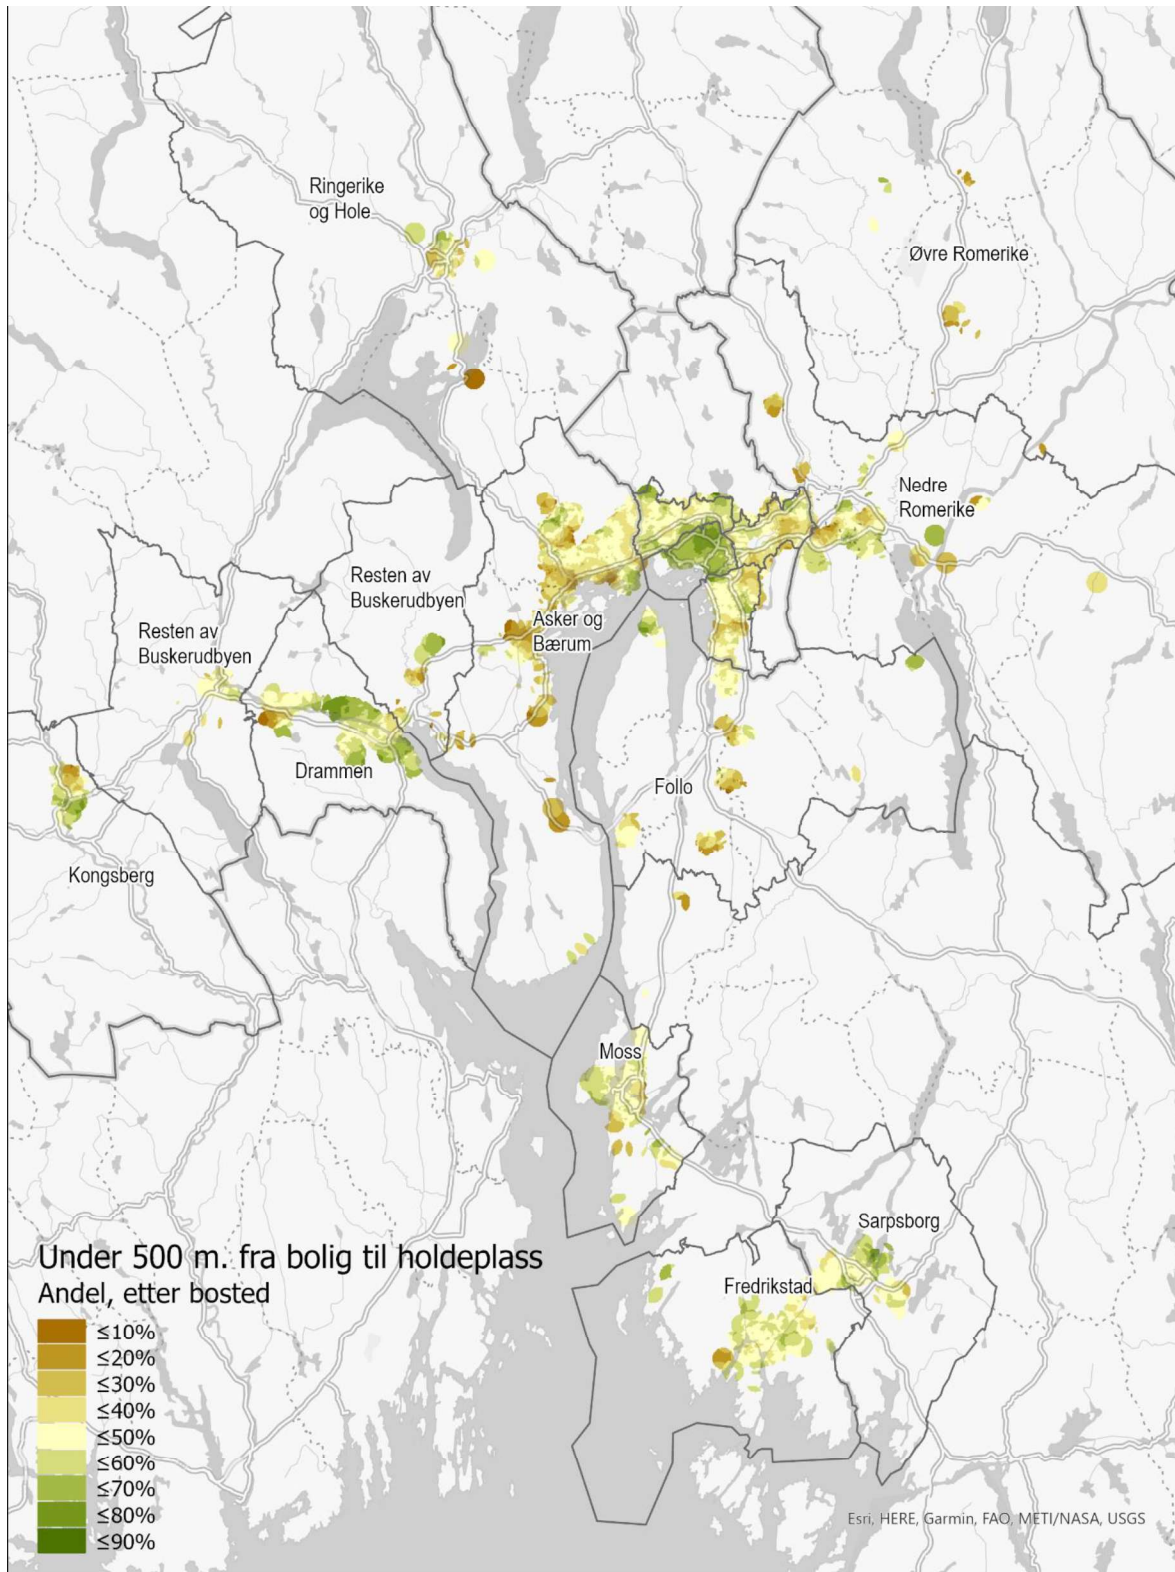 Ringerike
og Hole
Øvre Romerike
Nedre
Romerike
Resten av
Buskerudbyen
Asker og
Bærum
Resten av
Buskerudbyen
Drammen
Follo
Kongsberg
Moss
Sarpsborg
Fredrikstad
Under 500 m. fra bolig til holdeplass
Andel, etter bosted
≤10%
≤20%
≤30%
≤40%
≤50%
≤60%
≤70%
≤80%
≤90%
Esri, HERE, Garmin, FAO, METI/NASA, USGS